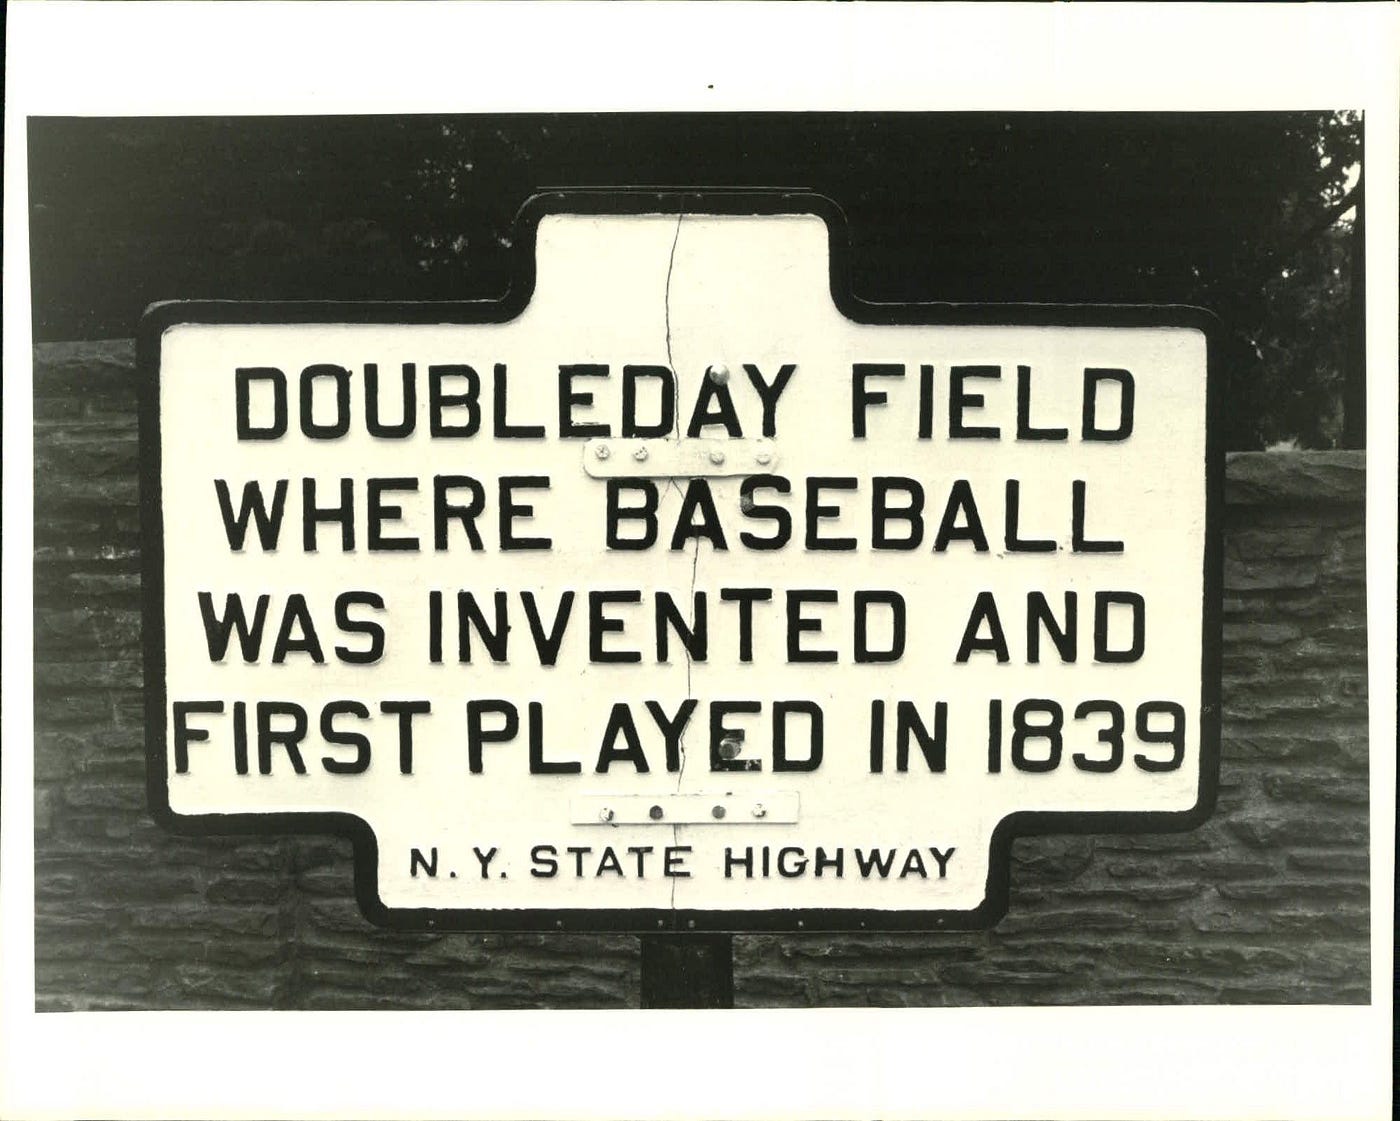 DOUBLEDAY FIELD
WHERE BASEBALL
WAS INVENTED AND
FIRST PLAYED IN 1839
N.Y. STATE HIGHWAY